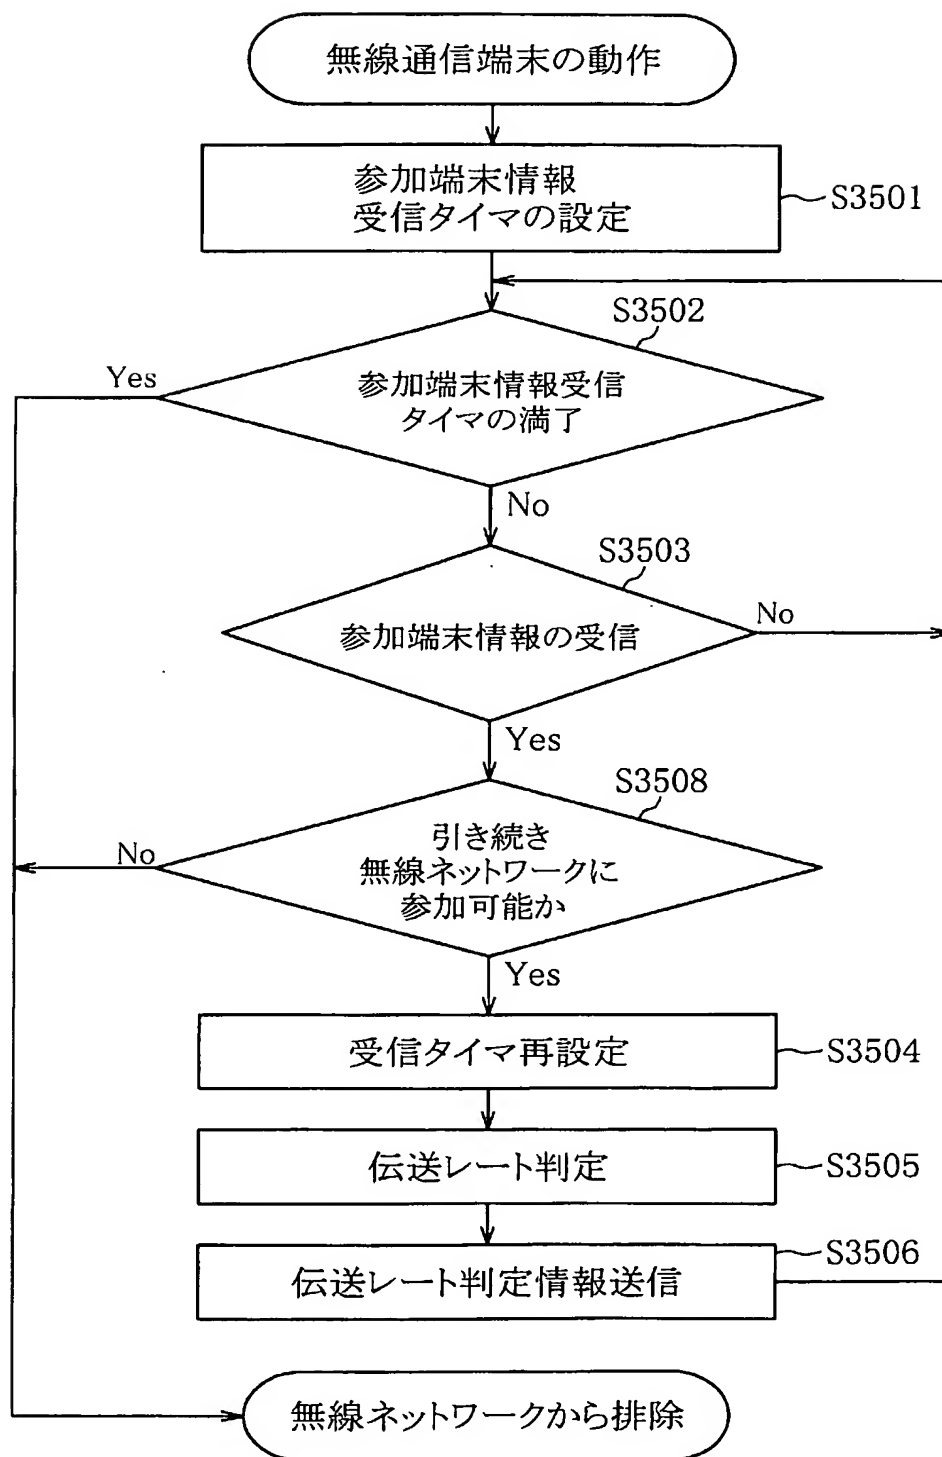 無線通信端末の動作
参加端末情報
受信タイマの設定
S3501
S3502
Yes
参加端末情報受信
タイマの満了
No
S3503
参加端末情報の受信
No
Yes
S3508
引き続き
無線ネットワークに
参加可能か
No
Yes
受信タイマ再設定
S3504
伝送レート判定
S3505
伝送レート判定情報送信
S3506
無線ネットワークから排除